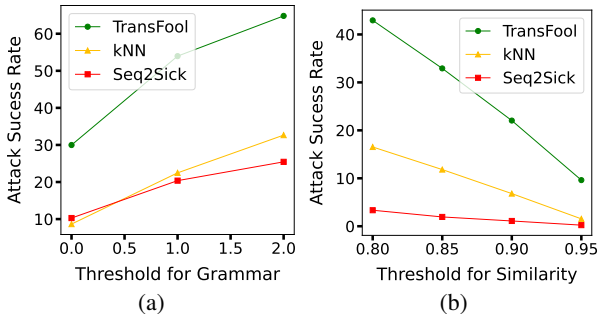 TransFool
kNN
Seq2Sick
60
50
40
30
20
10
0.0 0.5 1.0 1.5 2.0
Attack Sucess Rate
Threshold for Grammar
(a)
TransFool
kNN
Seq2Sick
40
30
20
10
0
0.80 0.85 0.90 0.95
Attack Sucess Rate
Threshold for Similarity
(b)